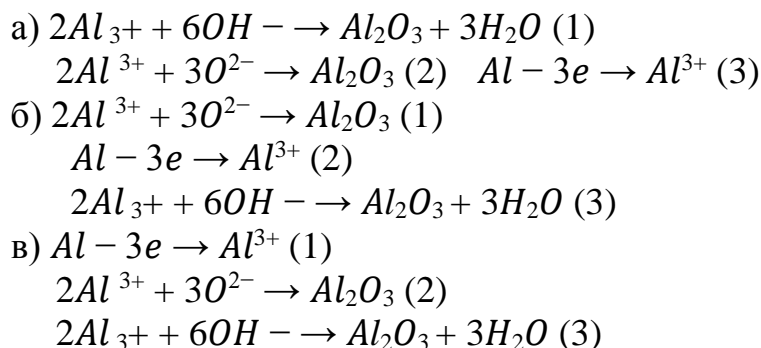 а) 2Al ₃+ + 6OH − → Al₂O₃ + 3H₂O (1)
2Al ³⁺ + 3O²⁻ → Al₂O₃ (2) Al − 3e → Al³⁺ (3)
б) 2Al ³⁺ + 3O²⁻ → Al₂O₃ (1)
Al − 3e → Al³⁺ (2)
2Al ₃+ + 6OH − → Al₂O₃ + 3H₂O (3)
в) Al − 3e → Al³⁺ (1)
2Al ³⁺ + 3O²⁻ → Al₂O₃ (2)
2Al ₃+ + 6OH − → Al₂O₃ + 3H₂O (3)